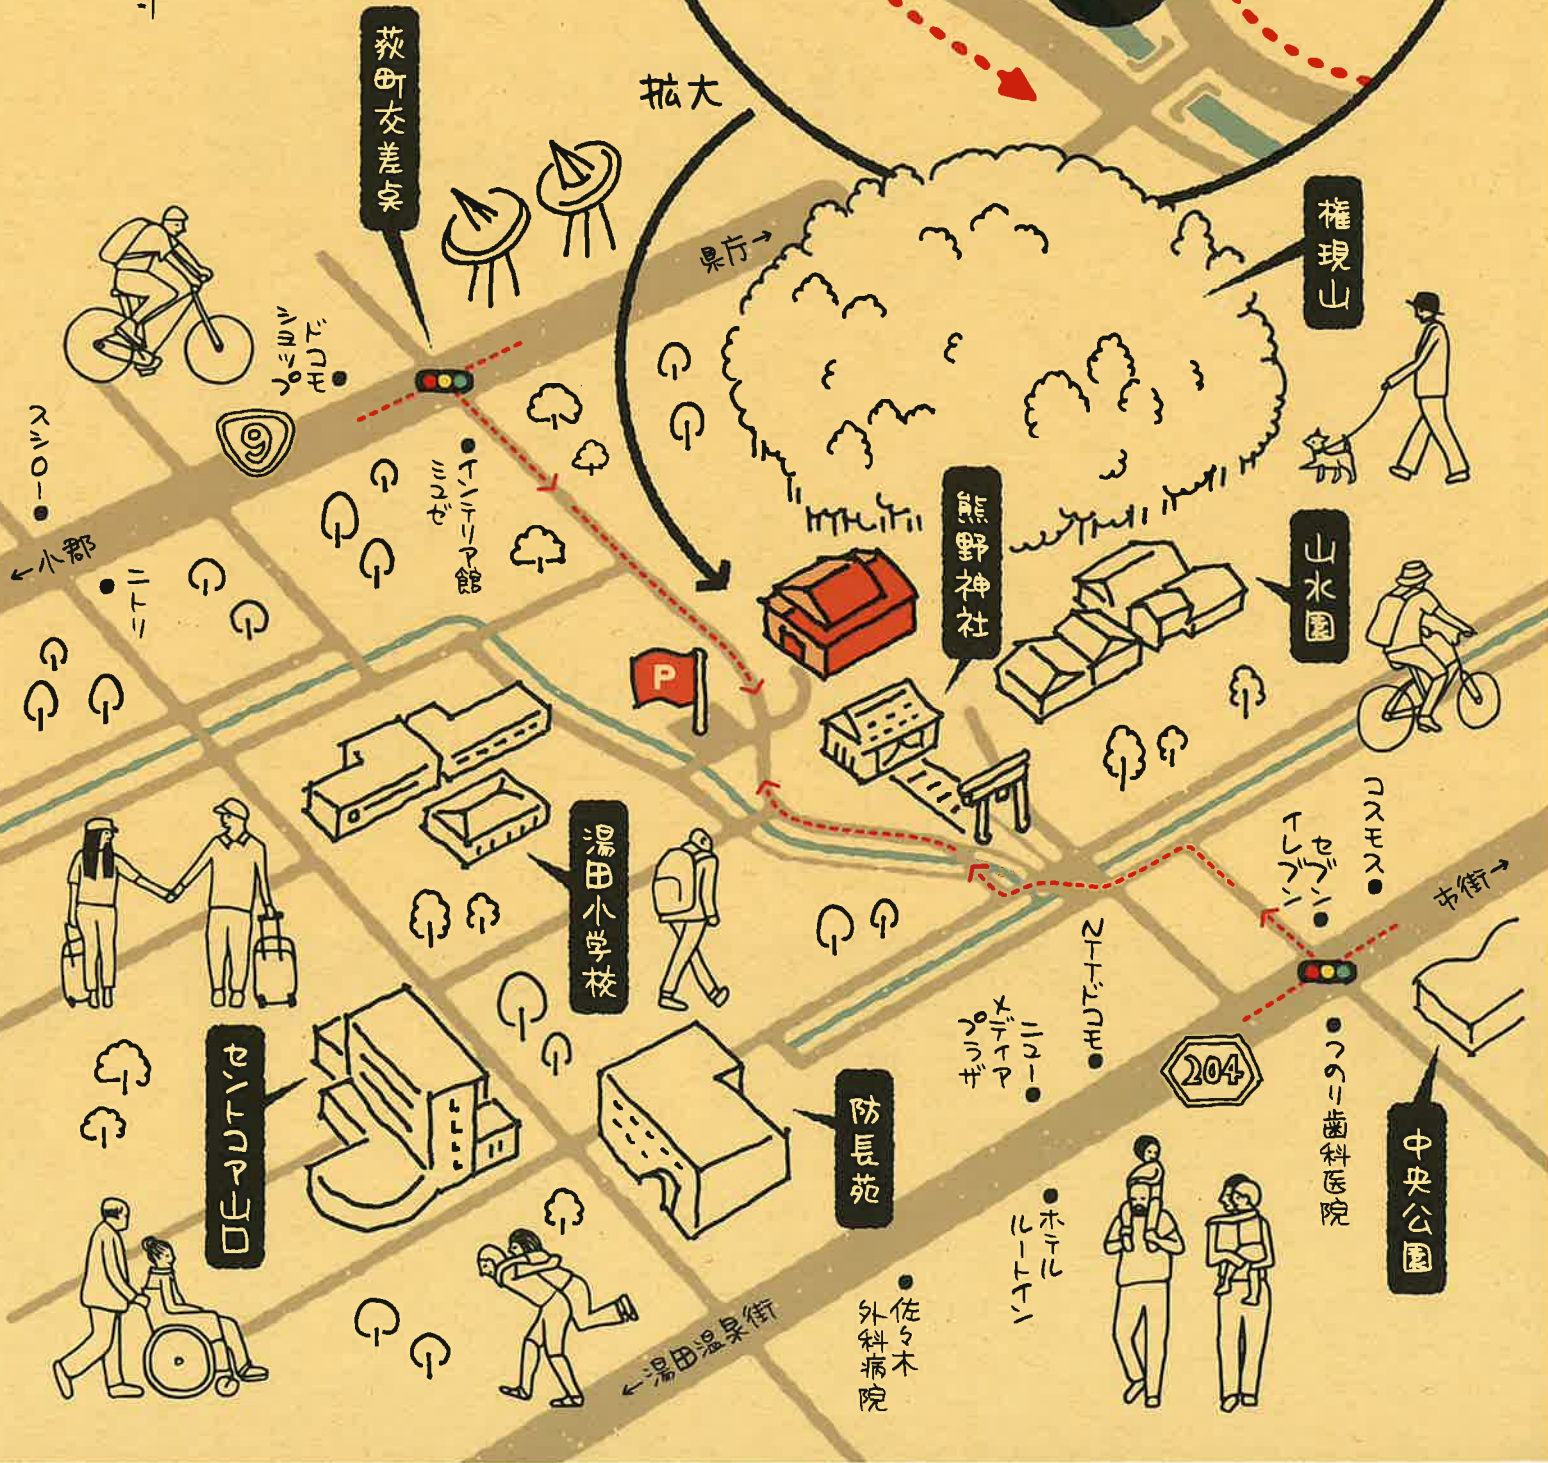 荻町交差点
拡大
県庁→
権現山
ドコモ
ショップ
9
スシロー
←小郡
ニトリ
インテリア館
ミユゼ
熊野神社
山水園
P
湯田小学校
コスモス
セブン
イレブン
市街→
NTTドコモ
ニュー
メディア
プラザ
204
つのり歯科医院
中央公園
セントコア山口
防長苑
ホテル
ルートイン
佐々木
外科病院
←湯田温泉街